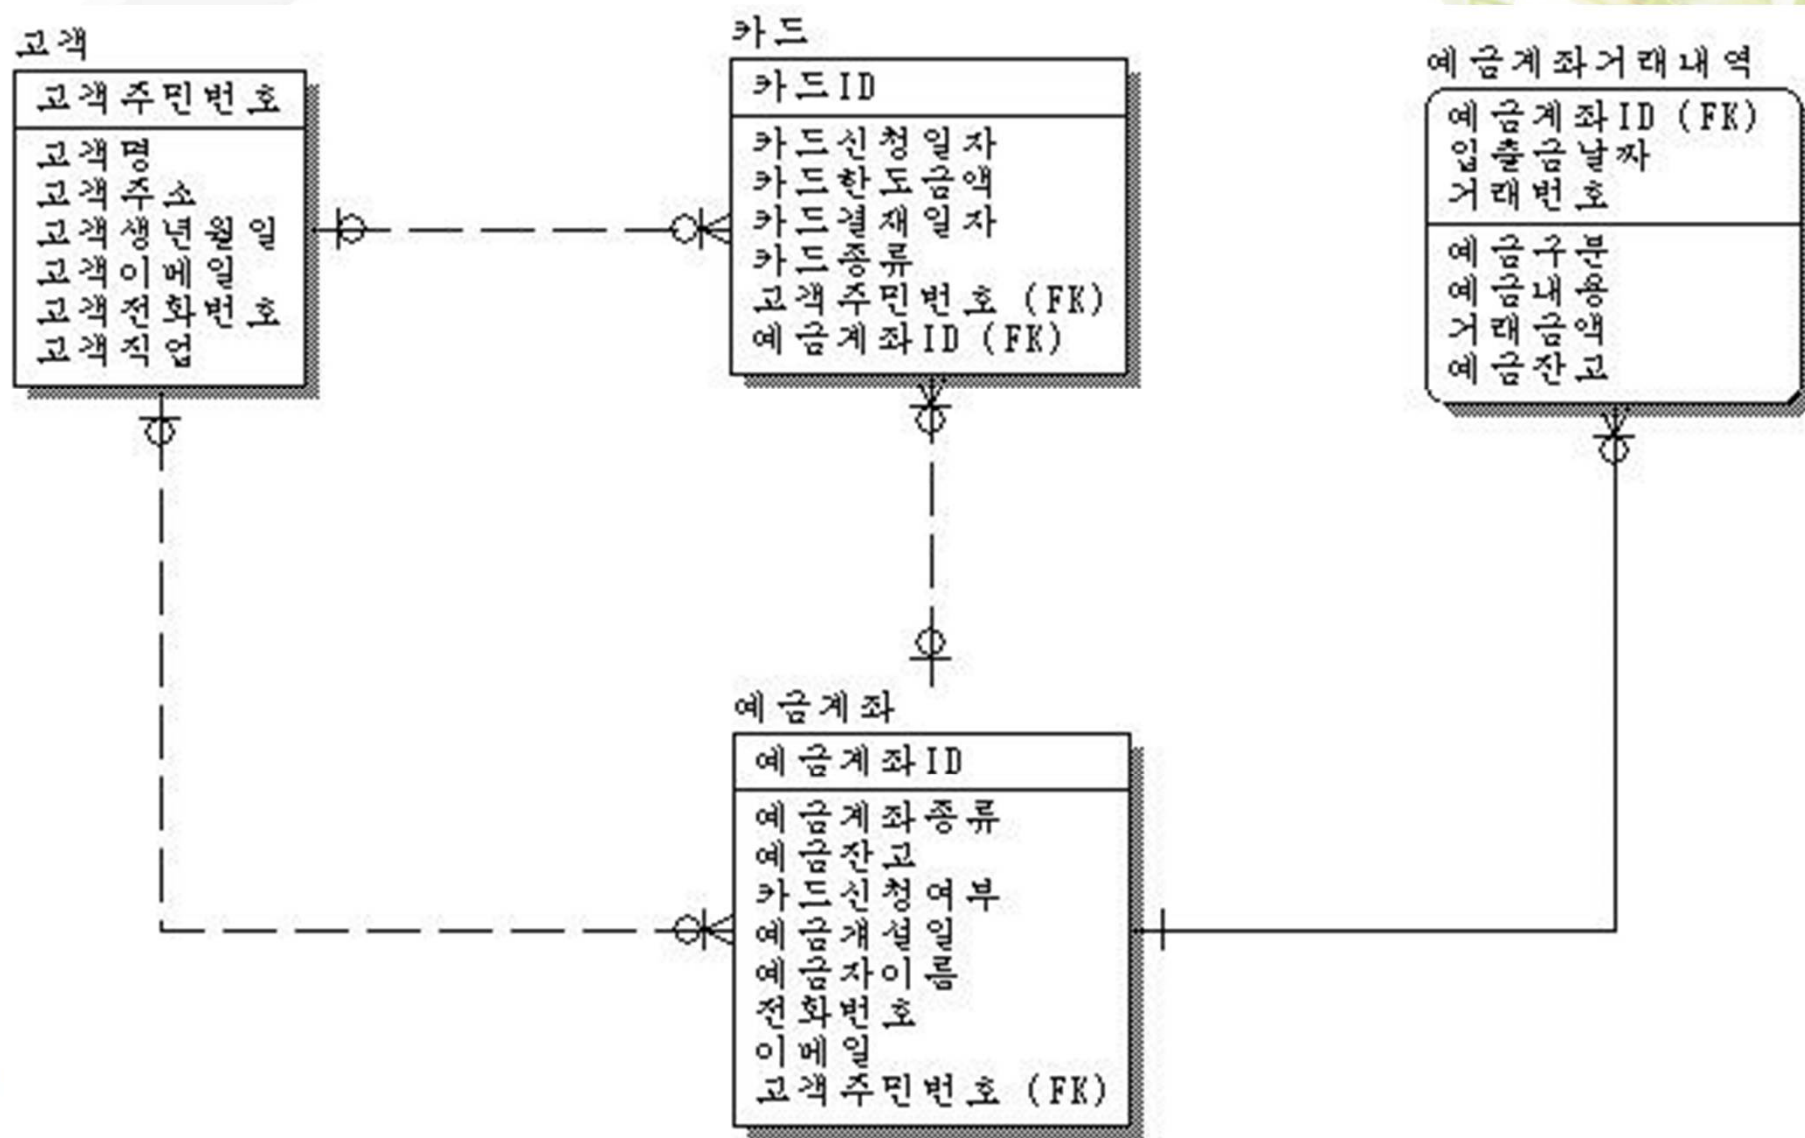 고객
고객주민번호
고객명
고객주소
고객생년월일
고객이메일
고객전화번호
고객직업
카드
카드ID
카드신청일자
카드한도금액
카드결재일자
카드종류
고객주민번호 (FK)
예금계좌ID (FK)
예금계좌거래내역
예금계좌ID (FK)
입출금날짜
거래번호
예금구분
예금내용
거래금액
예금잔고
예금계좌
예금계좌ID
예금계좌종류
예금잔고
카드신청여부
예금개설일
예금자이름
전화번호
이메일
고객주민번호 (FK)